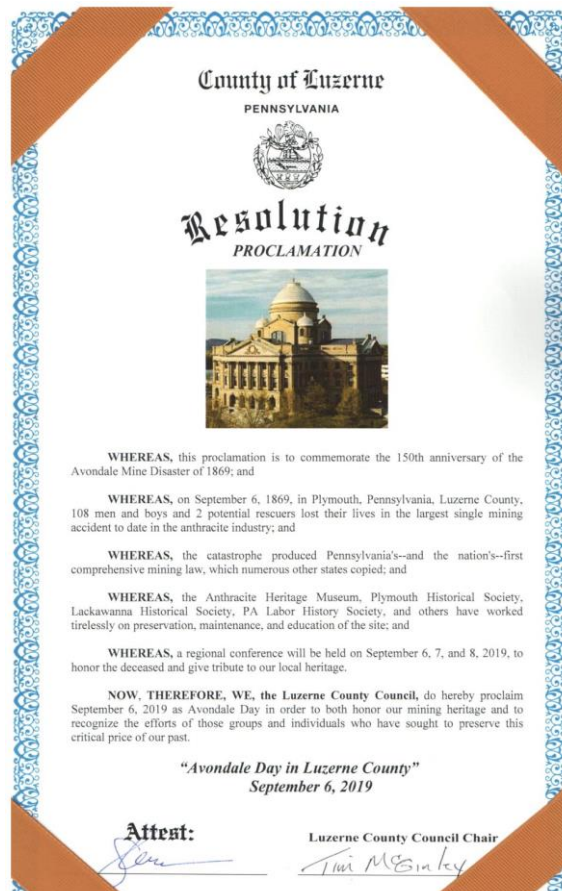 County of Luzerne
PENNSYLVANIA
Resolution
PROCLAMATION
WHEREAS, this proclamation is to commemorate the 150th anniversary of the
Avondale Mine Disaster of 1869; and
WHEREAS, on September 6, 1869, in Plymouth, Pennsylvania, Luzerne County,
108 men and boys and 2 potential rescuers lost their lives in the largest single mining
accident to date in the anthracite industry; and
WHEREAS, the catastrophe produced Pennsylvania's--and the nation's--first
comprehensive mining law, which numerous other states copied; and
WHEREAS, the Anthracite Heritage Museum, Plymouth Historical Society,
Lackawanna Historical Society, PA Labor History Society, and others have worked
tirelessly on preservation, maintenance, and education of the site; and
WHEREAS, a regional conference will be held on September 6, 7, and 8, 2019, to
honor the deceased and give tribute to our local heritage.
NOW, THEREFORE, WE, the Luzerne County Council, do hereby proclaim
September 6, 2019 as Avondale Day in order to both honor our mining heritage and to
recognize the efforts of those groups and individuals who have sought to preserve this
critical price of our past.
“Avondale Day in Luzerne County”
September 6, 2019
Attest:
Luzerne County Council Chair
Tim McGinley